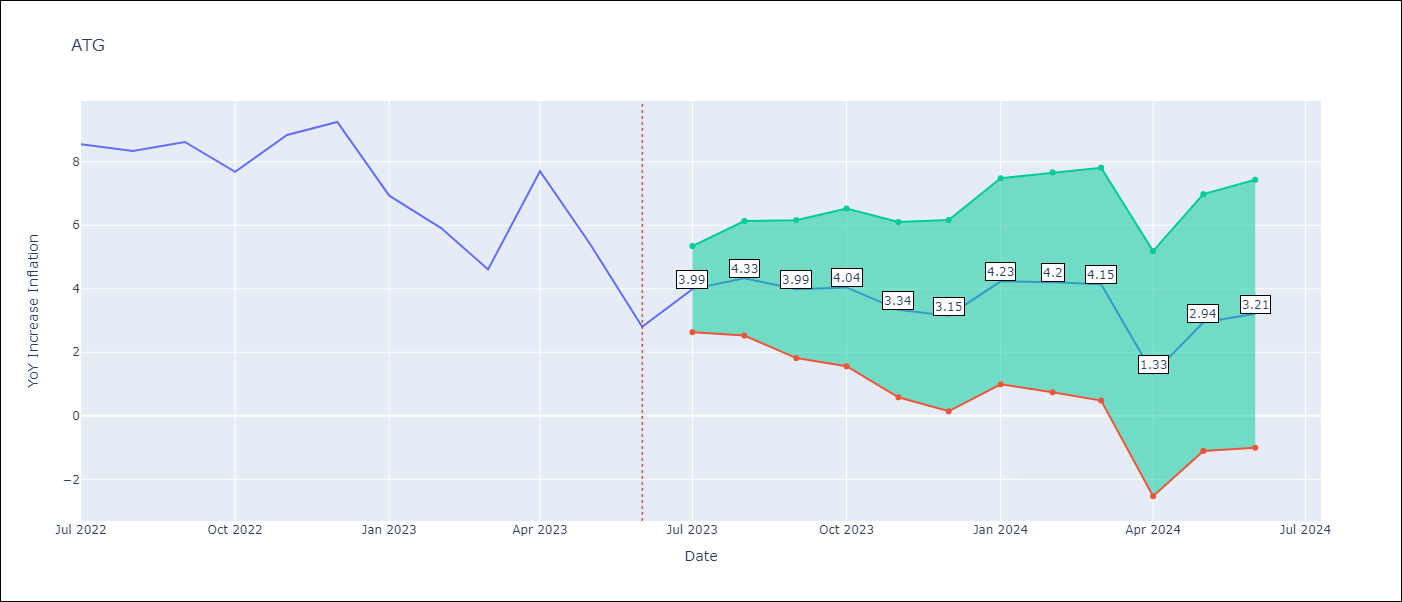 ATG
YoY Increase Inflation
8
6
4
2
0
−2
3.99
4.33
3.99
4.04
3.34
3.15
4.23
4.2
4.15
1.33
2.94
3.21
Jul 2022
Oct 2022
Jan 2023
Apr 2023
Jul 2023
Oct 2023
Jan 2024
Apr 2024
Jul 2024
Date